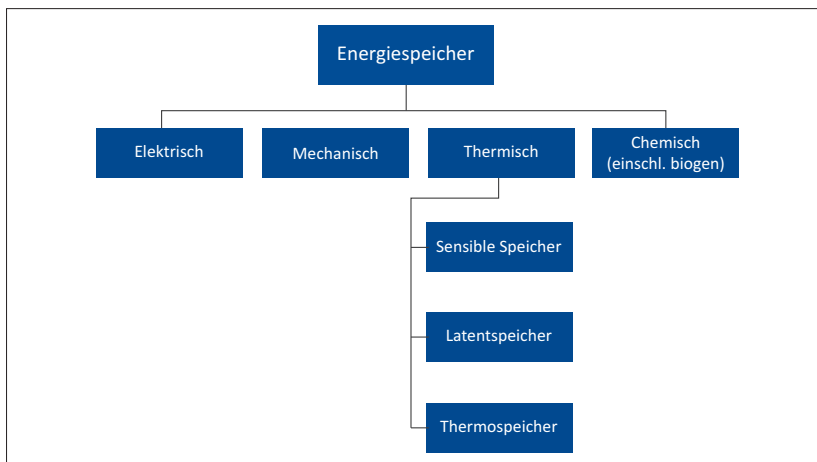 Energiespeicher
Elektrisch
Mechanisch
Thermisch
Chemisch
(einschl. biogen)
Sensible Speicher
Latentspeicher
Thermospeicher